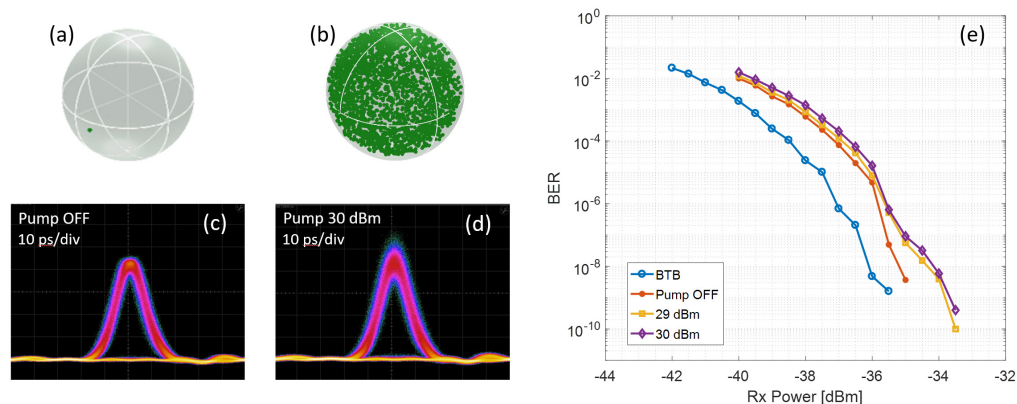 (a)
(b)
Pump OFF
10 ps/div
(c)
Pump 30 dBm
10 ps/div
(d)
(e)
BER
10^0
10^-2
10^-4
10^-6
10^-8
10^-10
BTB
Pump OFF
29 dBm
30 dBm
-44 -42 -40 -38 -36 -34 -32
Rx Power [dBm]